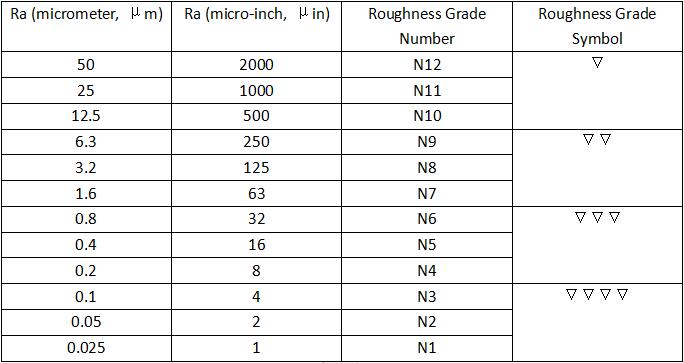 Ra (micrometer, μm) Ra (micro-inch, μin) Roughness Grade Number Roughness Grade Symbol
50 2000 N12 ▽
25 1000 N11
12.5 500 N10
6.3 250 N9 ▽▽
3.2 125 N8
1.6 63 N7
0.8 32 N6 ▽▽▽
0.4 16 N5
0.2 8 N4
0.1 4 N3 ▽▽▽▽
0.05 2 N2
0.025 1 N1